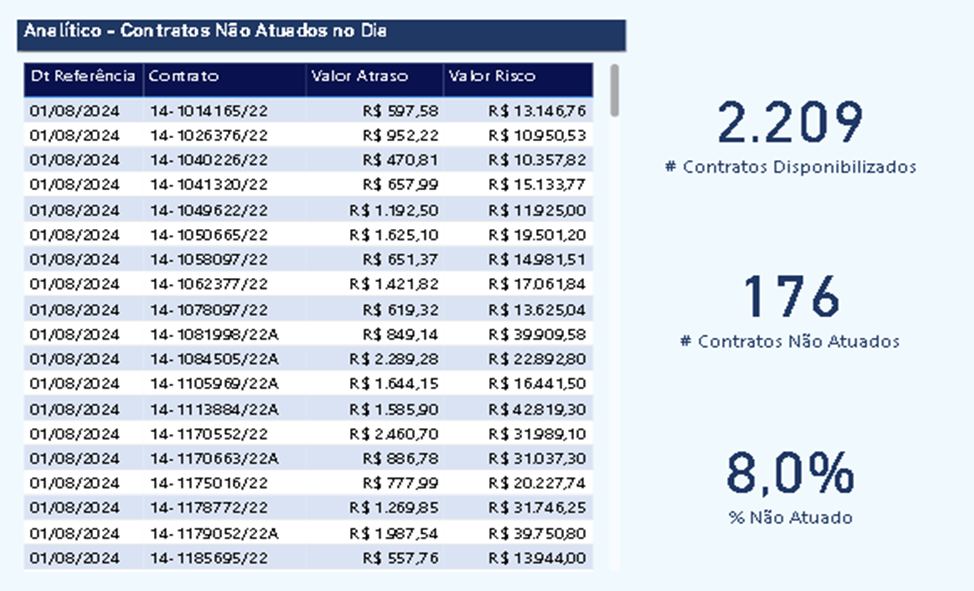 Analítico - Contratos Não Atuados no Dia
Dt Referência Contrato Valor Atraso Valor Risco
01/08/2024 14-1014165/22 R$ 597,58 R$ 13.146,76
01/08/2024 14-1026376/22 R$ 952,22 R$ 10.950,53
01/08/2024 14-1040226/22 R$ 470,81 R$ 10.357,82
01/08/2024 14-1041320/22 R$ 657,99 R$ 15.133,77
01/08/2024 14-1049622/22 R$ 1.192,50 R$ 11.925,00
01/08/2024 14-1050665/22 R$ 1.625,10 R$ 19.501,20
01/08/2024 14-1058097/22 R$ 651,37 R$ 14.981,51
01/08/2024 14-1062377/22 R$ 1.421,82 R$ 17.061,84
01/08/2024 14-1078097/22 R$ 619,32 R$ 13.625,04
01/08/2024 14-1081998/22A R$ 849,14 R$ 39.909,58
01/08/2024 14-1084505/22A R$ 2.289,28 R$ 22.892,80
01/08/2024 14-1105969/22A R$ 1.644,15 R$ 16.441,50
01/08/2024 14-1113884/22A R$ 1.585,90 R$ 42.819,30
01/08/2024 14-1170552/22 R$ 2.460,70 R$ 31.989,10
01/08/2024 14-1170663/22A R$ 886,78 R$ 31.037,30
01/08/2024 14-1175016/22 R$ 777,99 R$ 20.227,74
01/08/2024 14-1178772/22 R$ 1.269,85 R$ 31.746,25
01/08/2024 14-1179052/22A R$ 1.987,54 R$ 39.750,80
01/08/2024 14-1185695/22 R$ 557,76 R$ 13.944,00
2.209
# Contratos Disponibilizados
176
# Contratos Não Atuados
8,0%
% Não Atuado